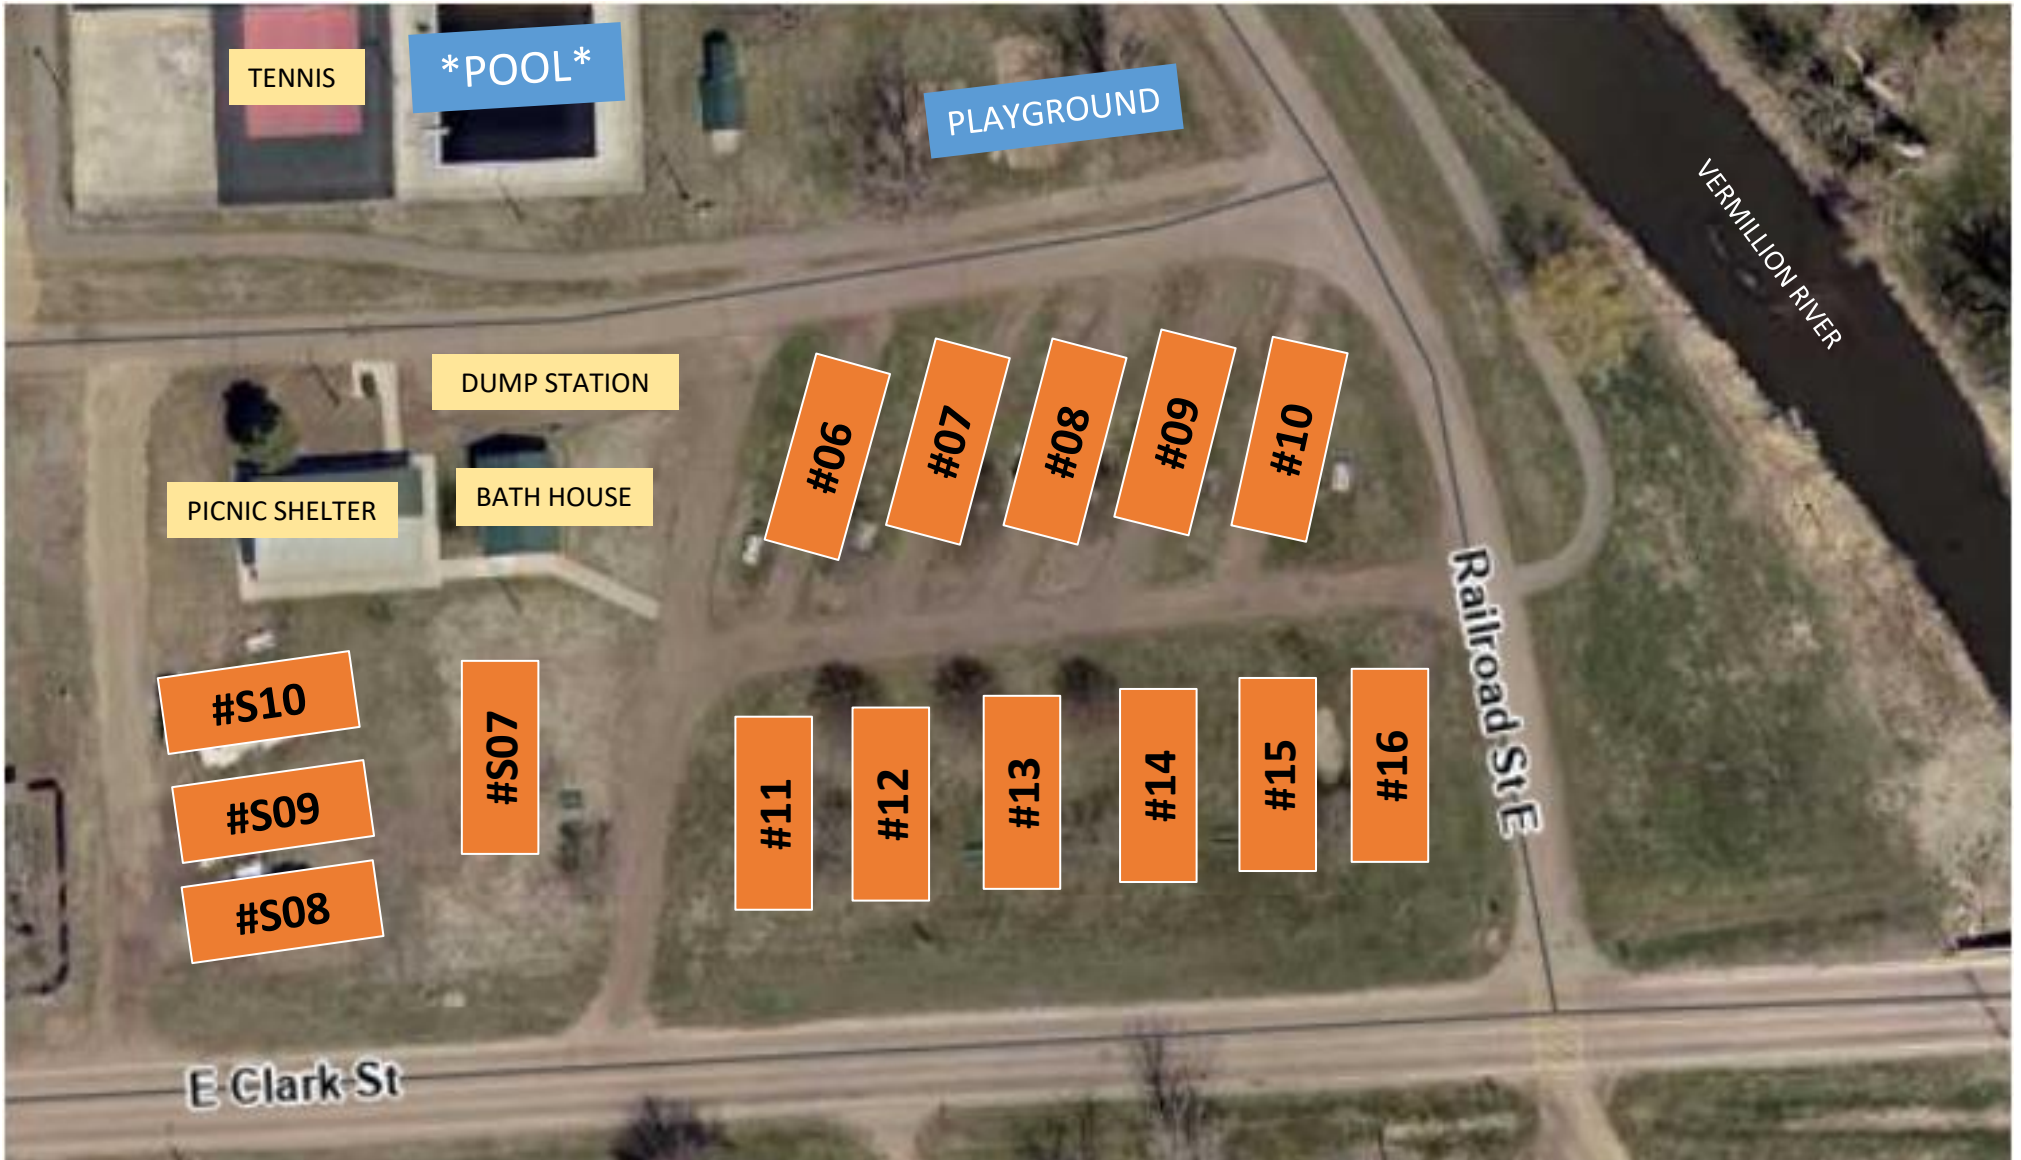 TENNIS
*POOL*
PLAYGROUND
VERMILLION RIVER
DUMP STATION
PICNIC SHELTER
BATH HOUSE
#06
#07
#08
#09
#10
#S10
#S09
#S08
#S07
#11
#12
#13
#14
#15
#16
Railroad St E
E Clark St